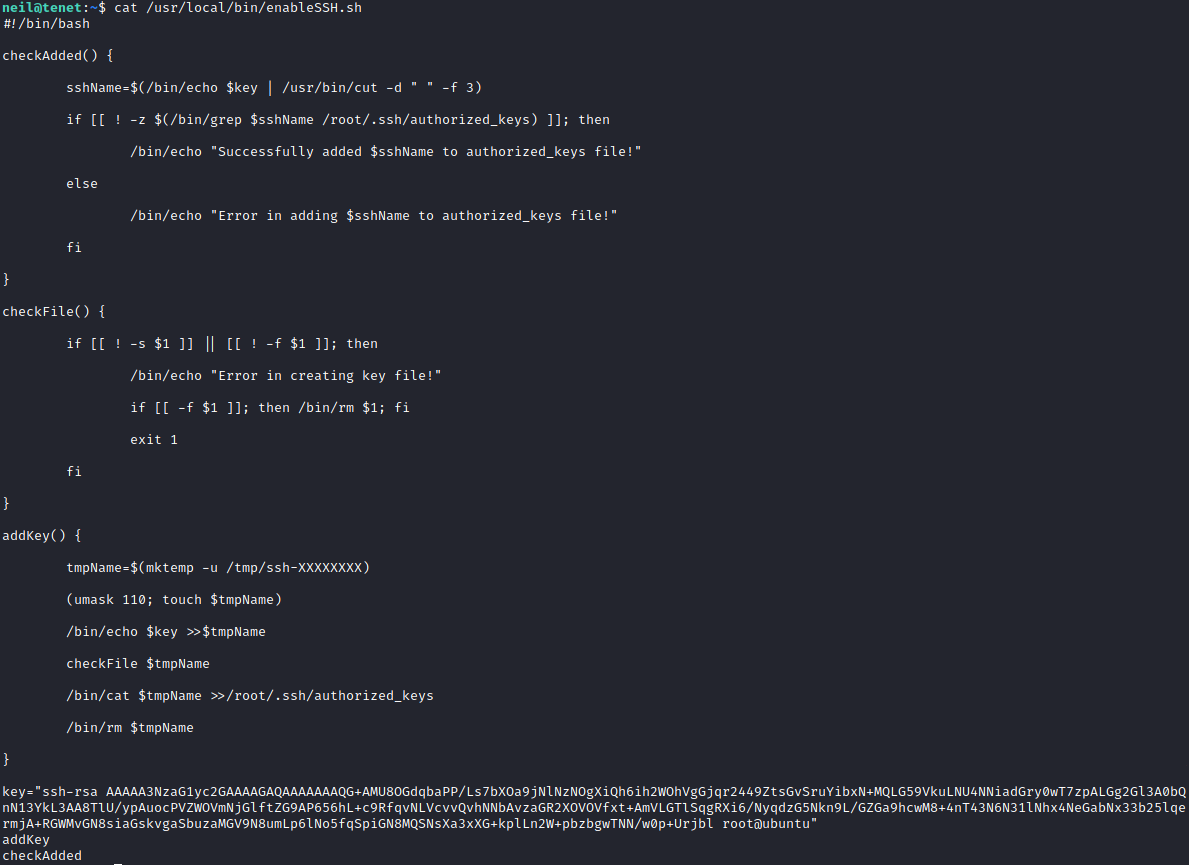 neil@tenet:~$ cat /usr/local/bin/enableSSH.sh
#!/bin/bash
checkAdded() {
sshName=$(/bin/echo $key | /usr/bin/cut -d " " -f 3)
if [[ ! -z $(/bin/grep $sshName /root/.ssh/authorized_keys) ]]; then
/bin/echo "Successfully added $sshName to authorized_keys file!"
else
/bin/echo "Error in adding $sshName to authorized_keys file!"
fi
}
checkFile() {
if [[ ! -s $1 ]] || [[ ! -f $1 ]]; then
/bin/echo "Error in creating key file!"
if [[ -f $1 ]]; then /bin/rm $1; fi
exit 1
fi
}
addKey() {
tmpName=$(mktemp -u /tmp/ssh-XXXXXXXX)
(umask 110; touch $tmpName)
/bin/echo $key >>$tmpName
checkFile $tmpName
/bin/cat $tmpName >>/root/.ssh/authorized_keys
/bin/rm $tmpName
}
key="ssh-rsa AAAAA3NzaG1yc2GAAAAGAQAAAAAAAQG+AMU8OGdqbaPP/Ls7bXOa9jNlNzNOgXiQh6ih2WOhVgGjqr2449ZtsGvSruYibxN+MQLG59VkuLNU4NNiadGry0wT7zpALGg2Gl3A0bQ
nN13YkL3AA8TlU/ypAuocPVZWOVmNjGlftZG9AP656hL+c9RfqvNLVcvvQvhNNbAvzaGR2XOVOVfxt+AmVLGTlSqgRXi6/NyqdzG5Nkn9L/GZGa9hcwM8+4nT43N6N31lNhx4NeGabNx33b25lqe
rmjA+RGWMvGN8siaGskvgaSbuzaMGV9N8umLp6lNo5fqSpiGN8MQSNsXa3xXG+kplLn2W+pbzbgwTNN/w0p+Urjbl root@ubuntu"
addKey
checkAdded